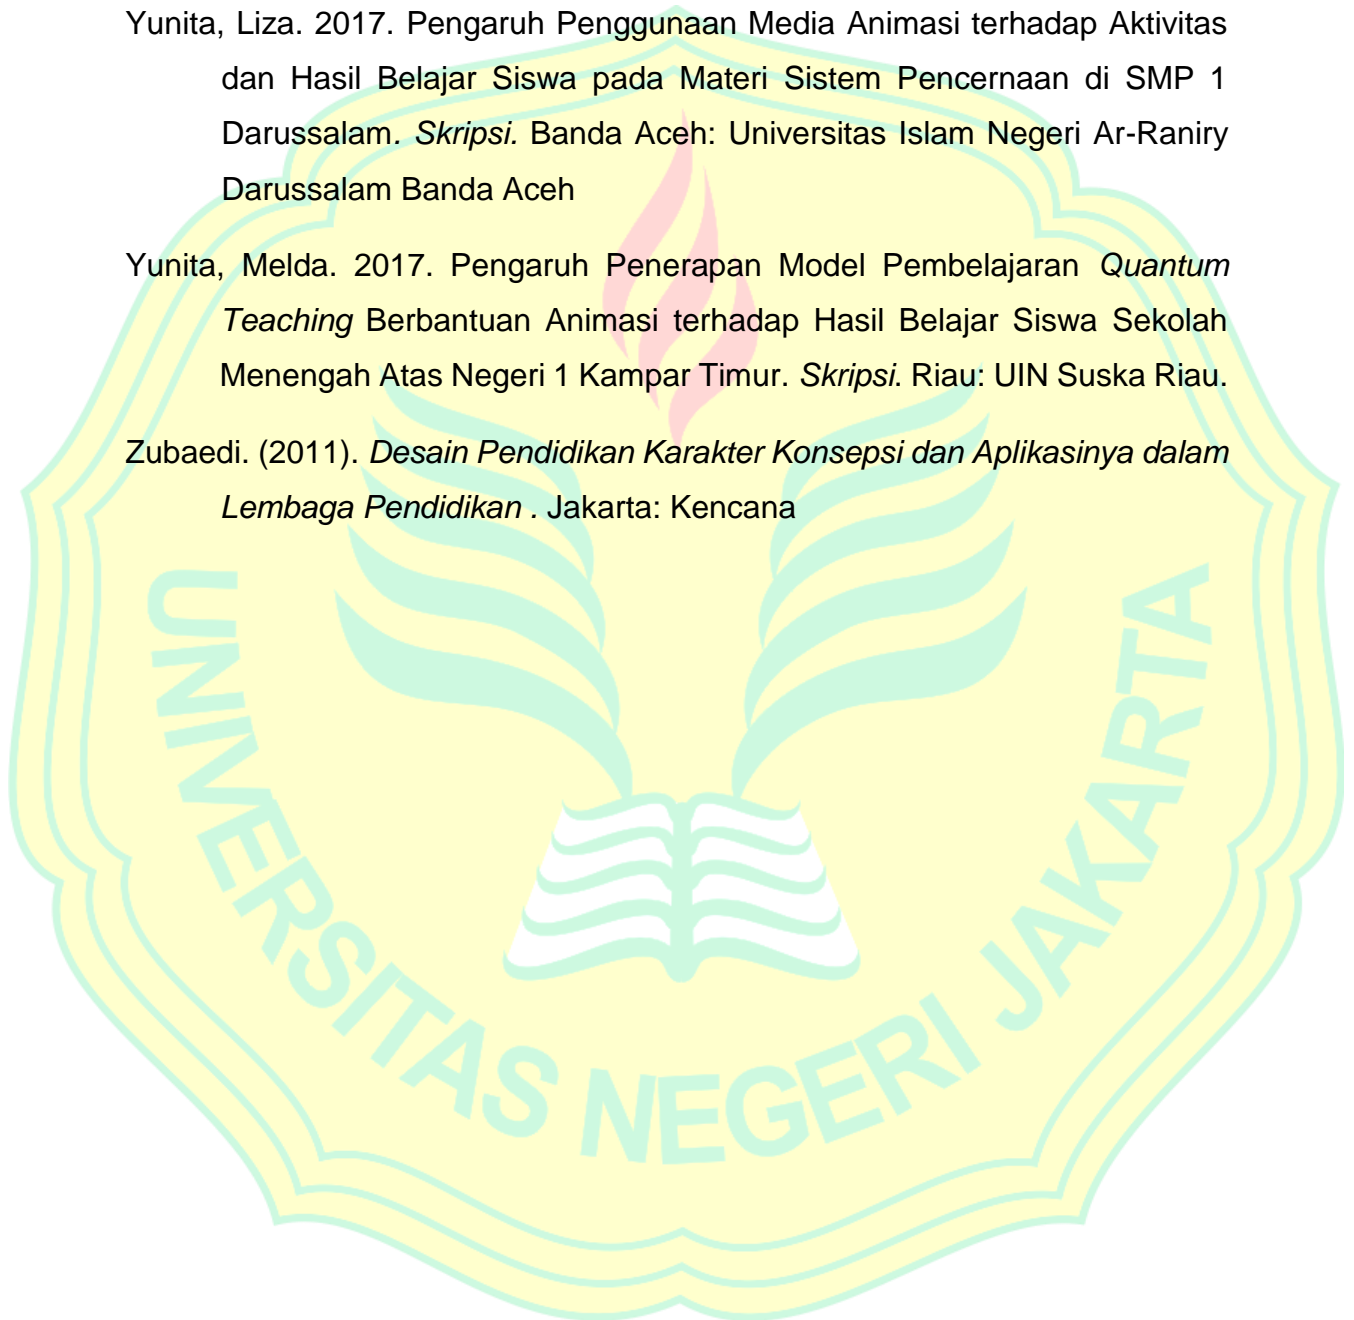 Yunita, Liza. 2017. Pengaruh Penggunaan Media Animasi terhadap Aktivitas
dan Hasil Belajar Siswa pada Materi Sistem Pencernaan di SMP 1
Darussalam. Skripsi. Banda Aceh: Universitas Islam Negeri Ar-Raniry
Darussalam Banda Aceh
Yunita, Melda. 2017. Pengaruh Penerapan Model Pembelajaran Quantum
Teaching Berbantuan Animasi terhadap Hasil Belajar Siswa Sekolah
Menengah Atas Negeri 1 Kampar Timur. Skripsi. Riau: UIN Suska Riau.
Zubaedi. (2011). Desain Pendidikan Karakter Konsepsi dan Aplikasinya dalam
Lembaga Pendidikan . Jakarta: Kencana
UNIVERSITAS NEGERI JAKARTA